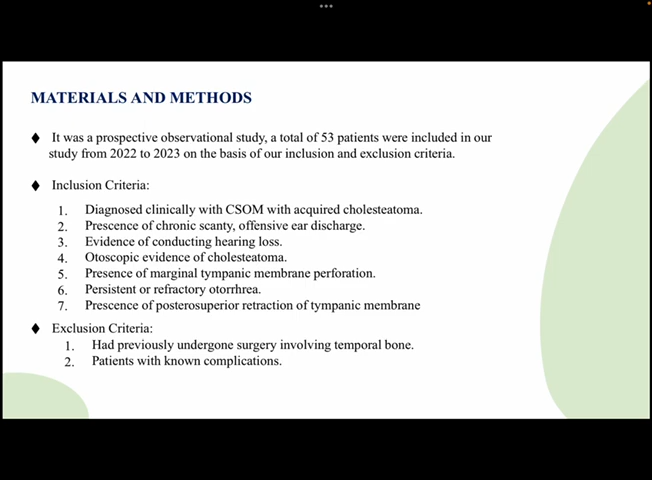 MATERIALS AND METHODS
It was a prospective observational study, a total of 53 patients were included in our
study from 2022 to 2023 on the basis of our inclusion and exclusion criteria.
Inclusion Criteria:
1. Diagnosed clinically with CSOM with acquired cholesteatoma.
2. Prescence of chronic scanty, offensive ear discharge.
3. Evidence of conducting hearing loss.
4. Otoscopic evidence of cholesteatoma.
5. Presence of marginal tympanic membrane perforation.
6. Persistent or refractory otorrhea.
7. Prescence of posterosuperior retraction of tympanic membrane
Exclusion Criteria:
1. Had previously undergone surgery involving temporal bone.
2. Patients with known complications.